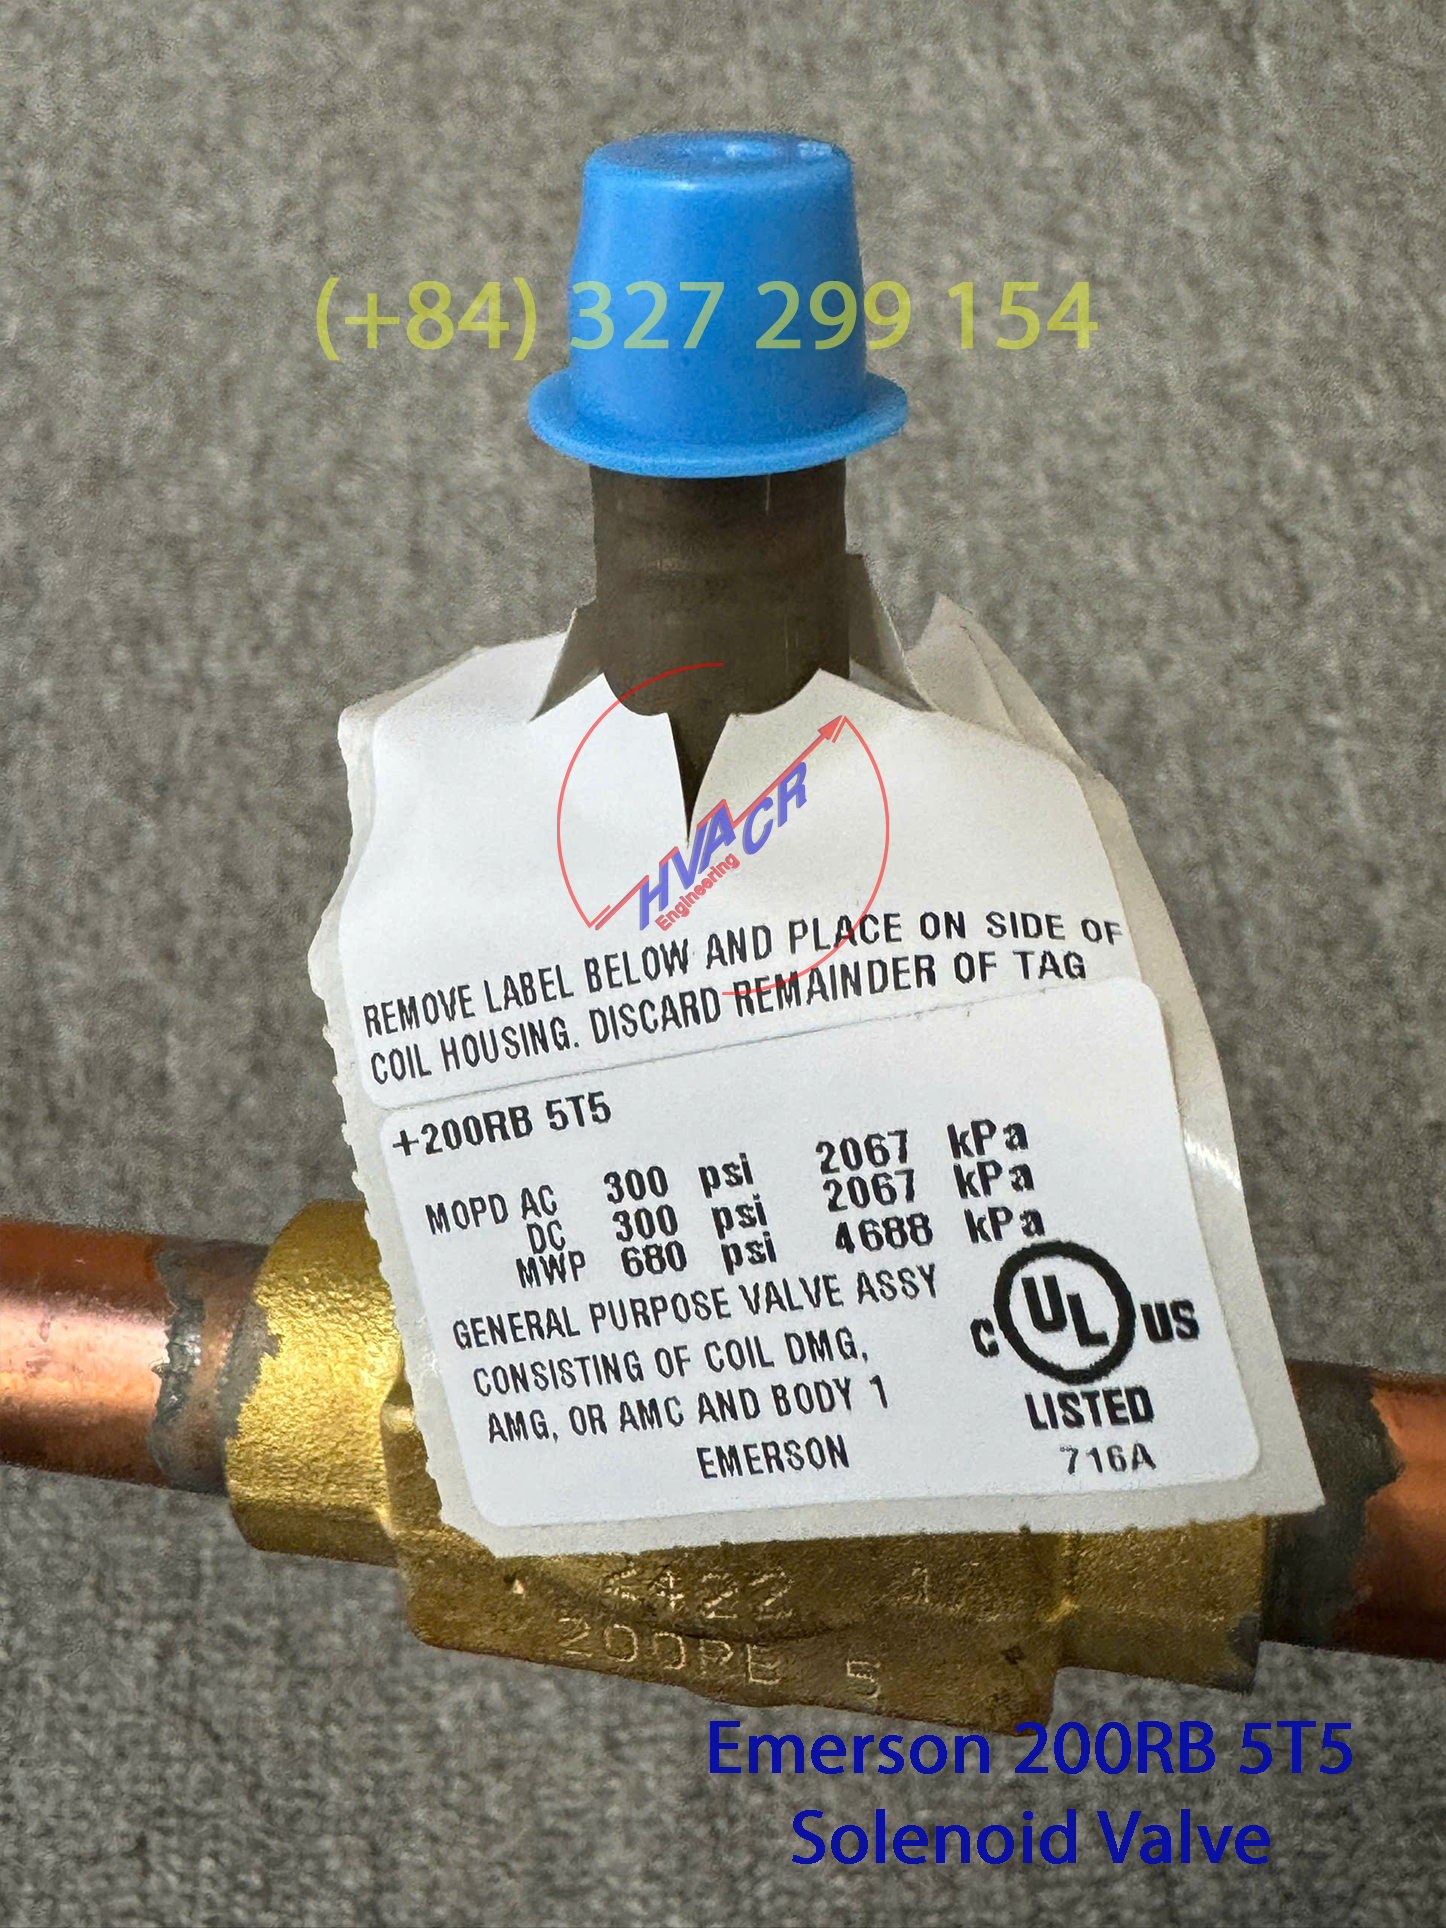 (+84) 327 299 154
HVACR
Engineering
REMOVE LABEL BELOW AND PLACE ON SIDE OF
COIL HOUSING. DISCARD REMAINDER OF TAG
+200RB 5T5
MOPD AC 300 psi 2067 kPa
DC 300 psi 2067 kPa
MWP 680 psi 4688 kPa
GENERAL PURPOSE VALVE ASSY
CONSISTING OF COIL DMG,
AMG, OR AMC AND BODY 1
EMERSON
C UL US
LISTED
716A
2422 4
200RB 5
Emerson 200RB 5T5
Solenoid Valve